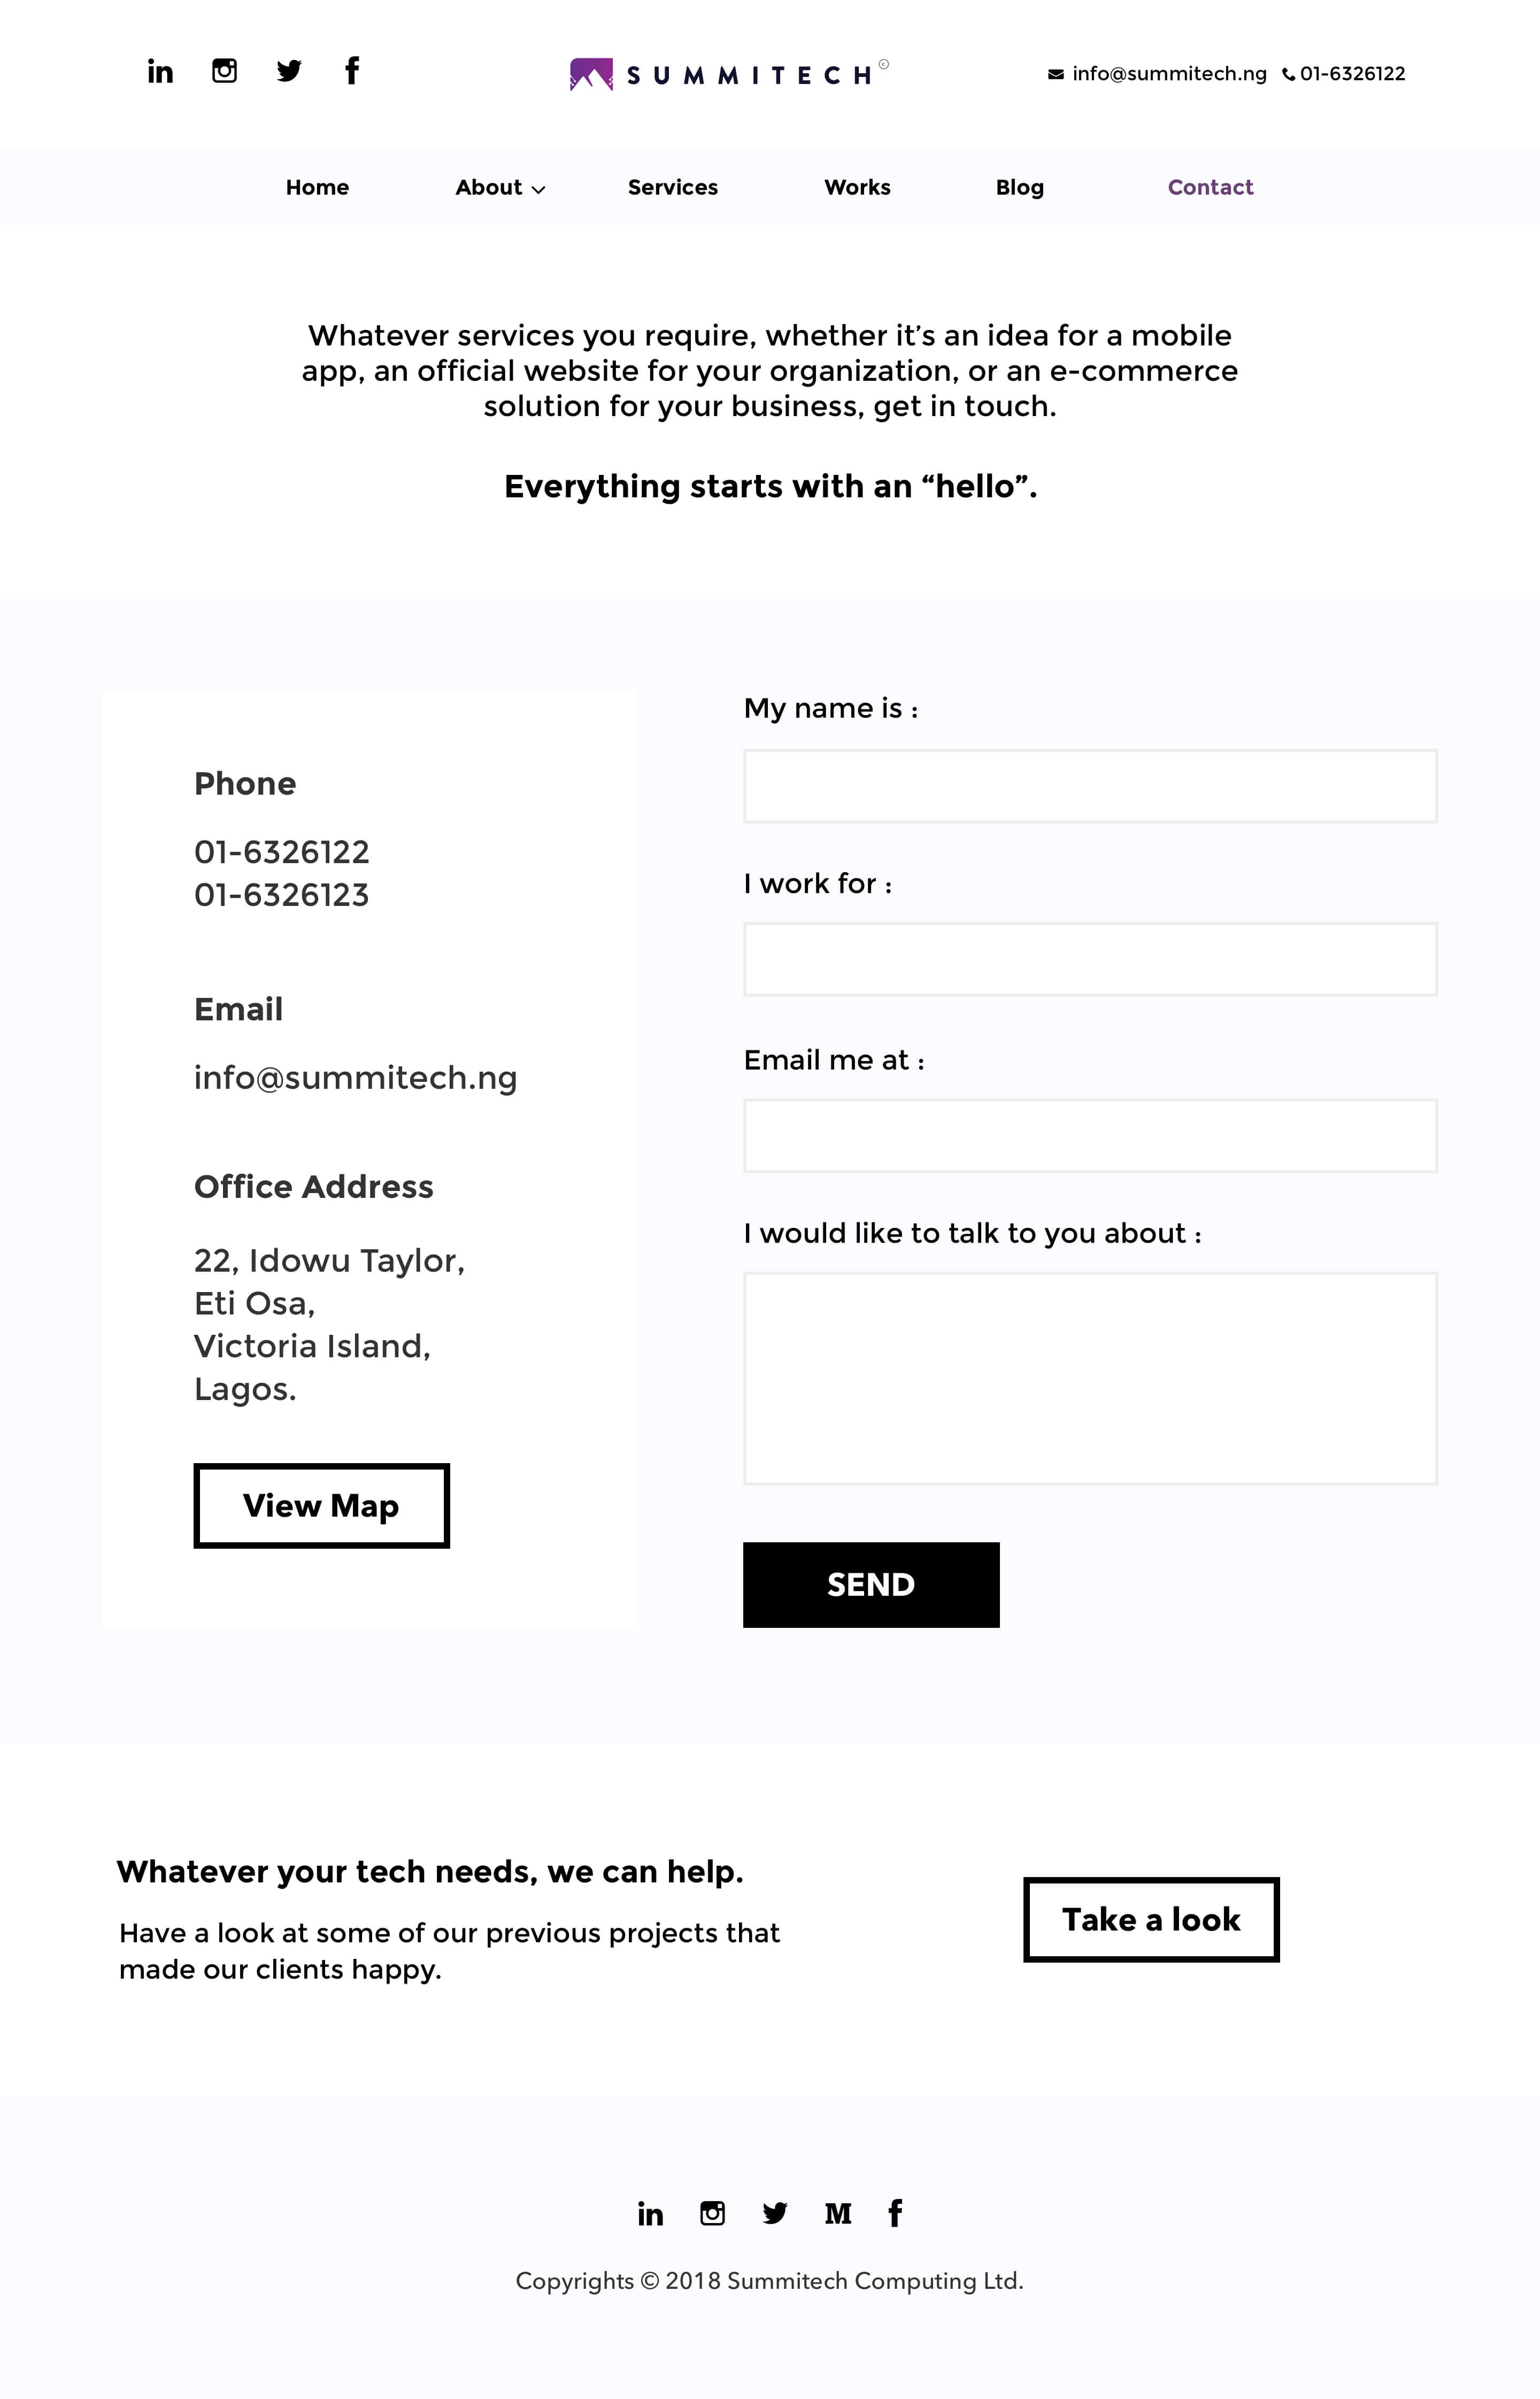 SUMMITECH ©
info@summitech.ng 01-6326122
Home About Services Works Blog Contact
Whatever services you require, whether it’s an idea for a mobile
app, an official website for your organization, or an e-commerce
solution for your business, get in touch.
Everything starts with an “hello”.
Phone
01-6326122
01-6326123
Email
info@summitech.ng
Office Address
22, Idowu Taylor,
Eti Osa,
Victoria Island,
Lagos.
View Map
My name is :
I work for :
Email me at :
I would like to talk to you about :
SEND
Whatever your tech needs, we can help.
Have a look at some of our previous projects that
made our clients happy.
Take a look
Copyrights © 2018 Summitech Computing Ltd.